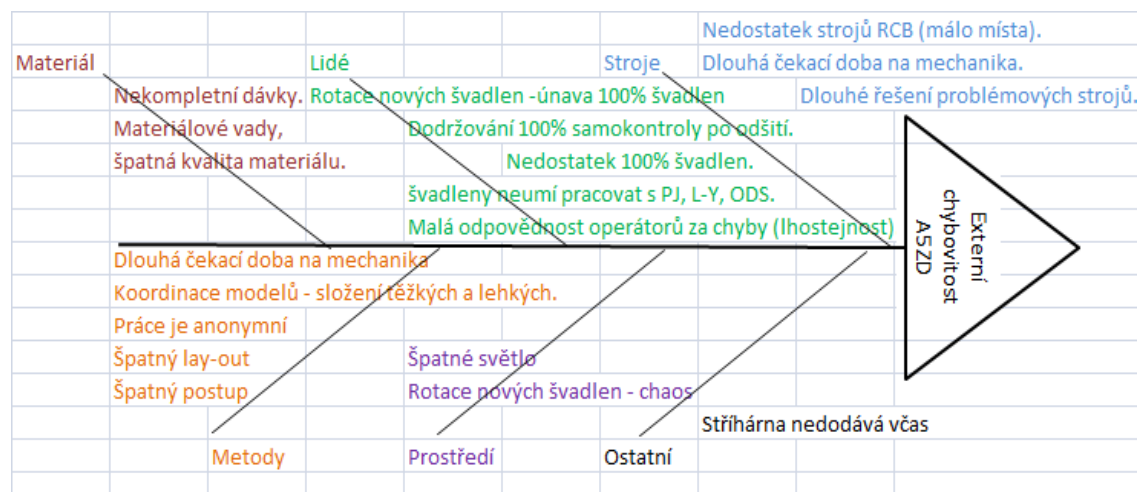 Nedostatek strojů RCB (málo místa).
Materiál
Lidé
Stroje
Dlouhá čekací doba na mechanika.
Nekompletní dávky.
Rotace nových švadlen -únava 100% švadlen
Dlouhé řešení problémových strojů.
Materiálové vady,
Dodržování 100% samokontroly po odšití.
špatná kvalita materiálu.
Nedostatek 100% švadlen.
švadleny neumí pracovat s PJ, L-Y, ODS.
Malá odpovědnost operátorů za chyby (lhostejnost)
Externí
chybovitost
A5ZD
Dlouhá čekací doba na mechanika
Koordinace modelů - složení těžkých a lehkých.
Práce je anonymní
Špatný lay-out
Špatné světlo
Špatný postup
Rotace nových švadlen - chaos
Stříhárna nedodává včas
Metody
Prostředí
Ostatní